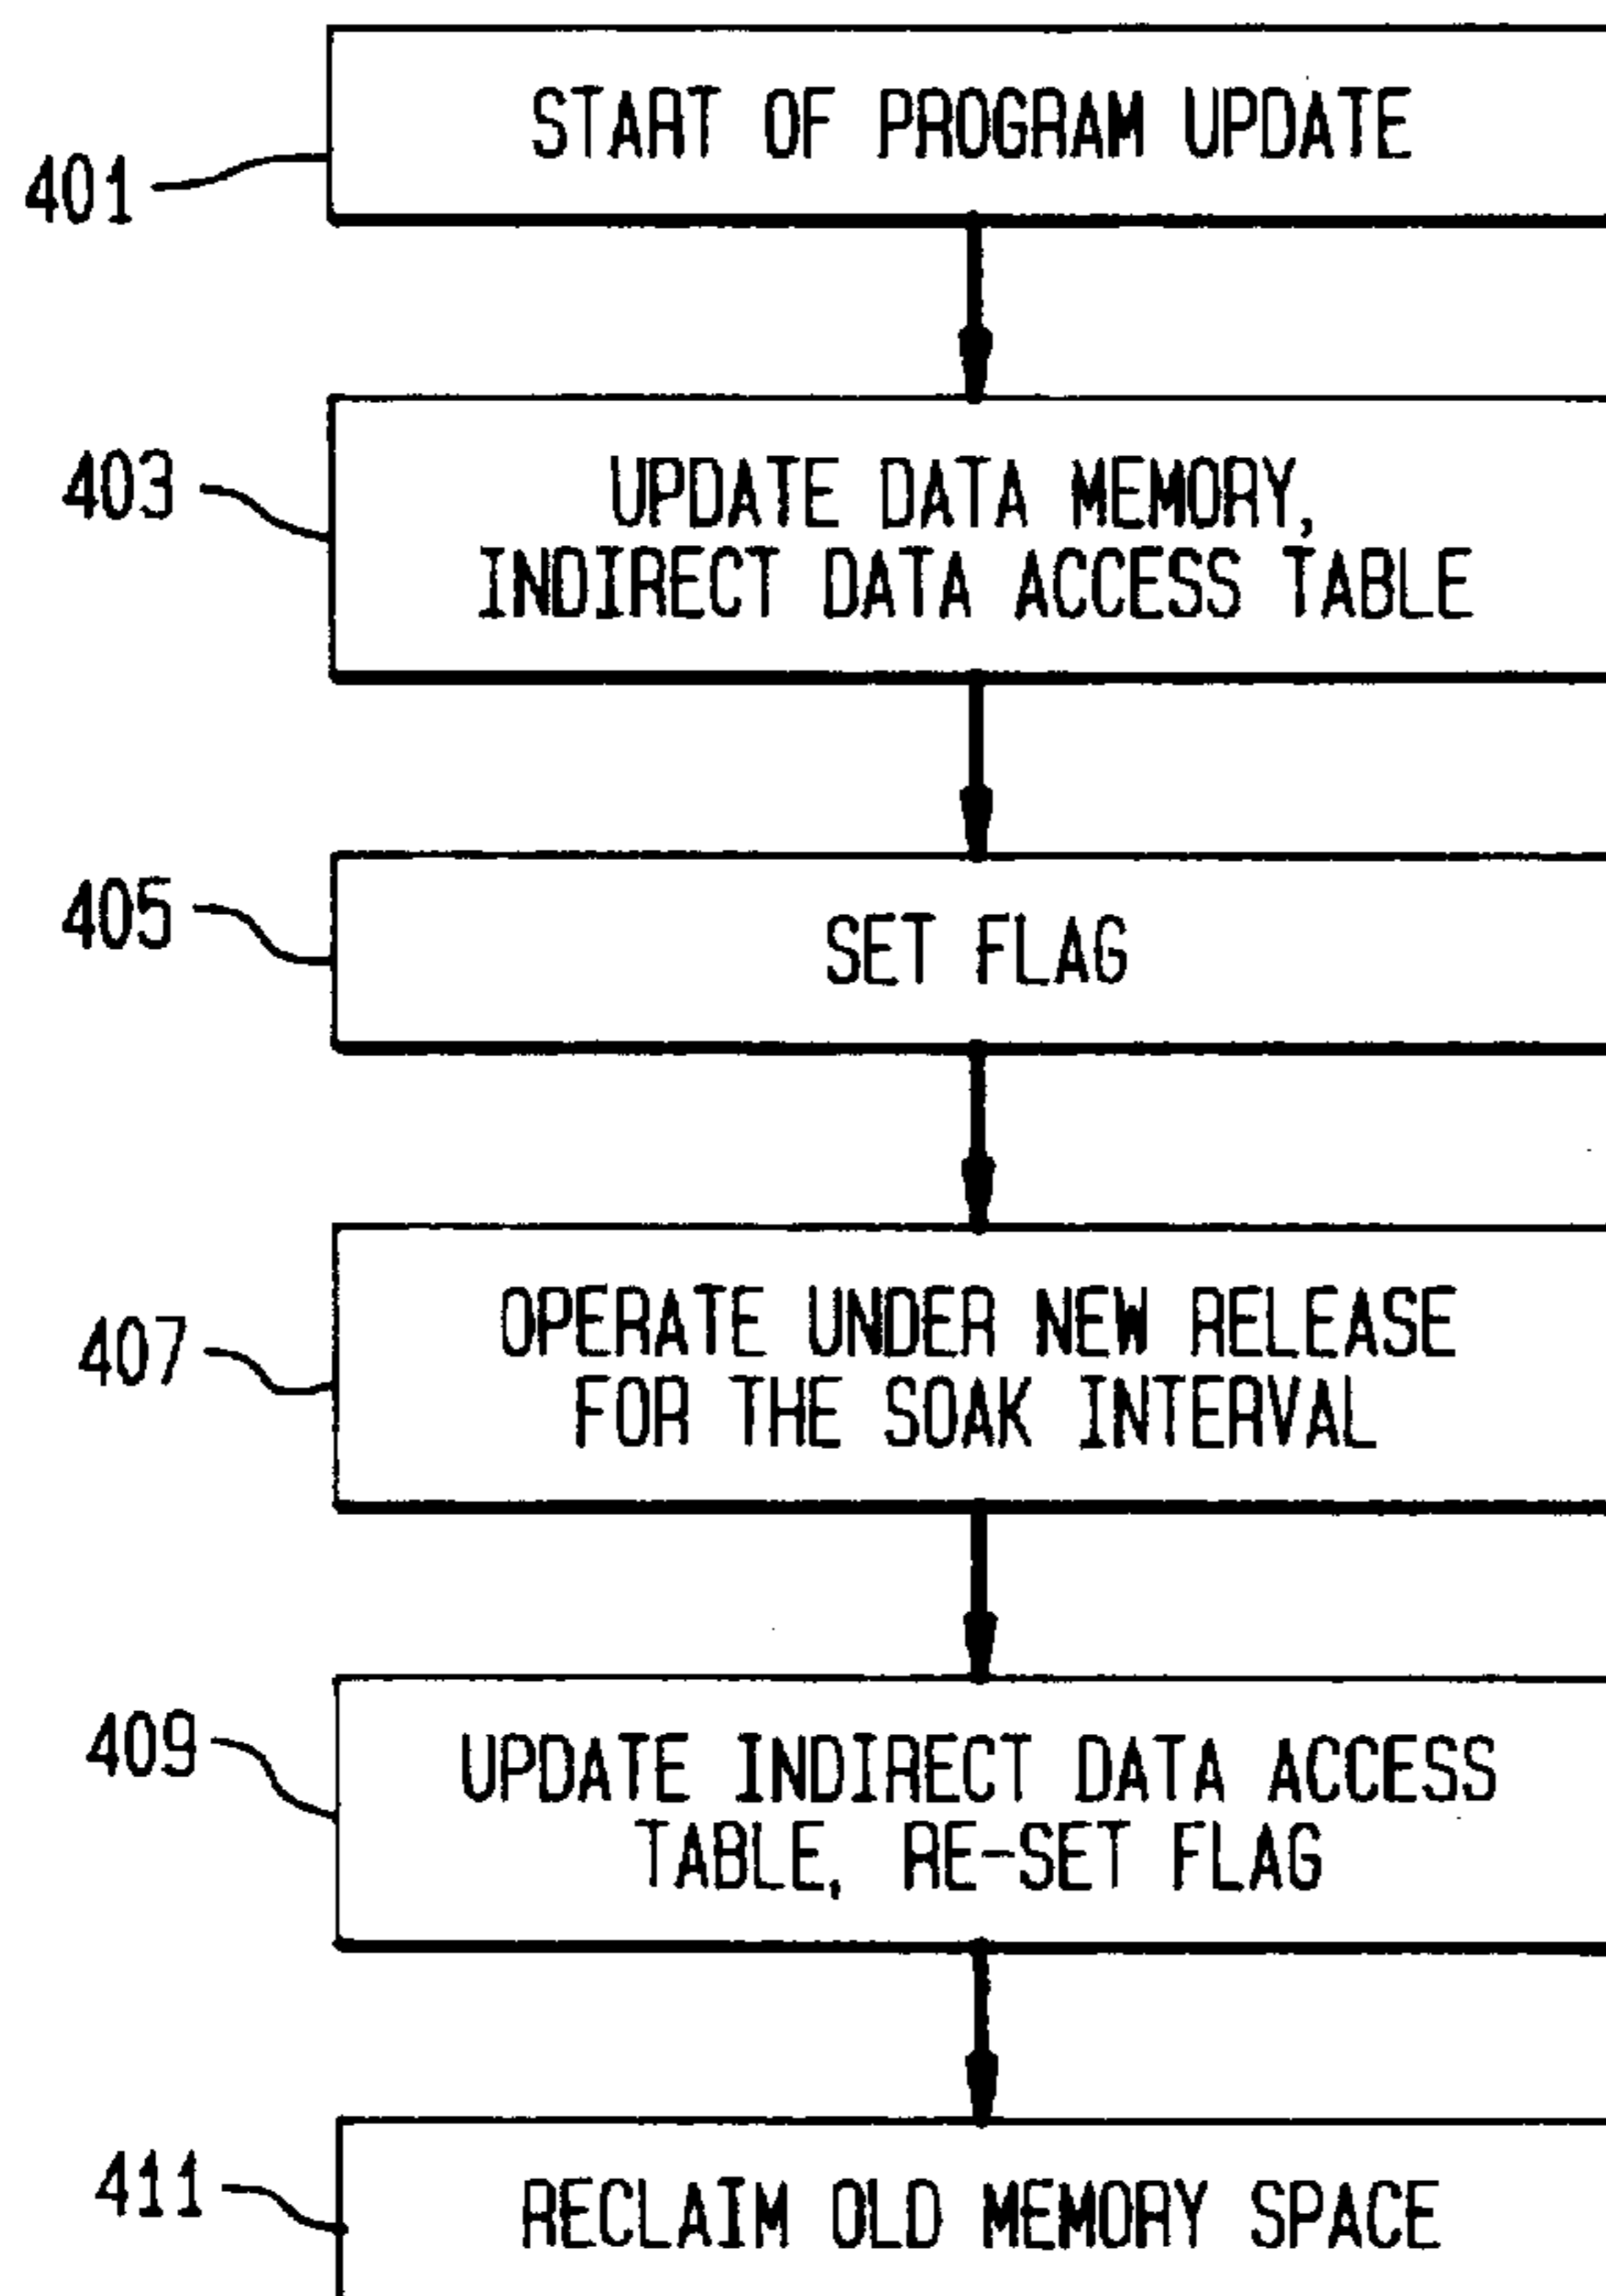 START OF PROGRAM UPDATE
401
UPDATE DATA MEMORY,
INDIRECT DATA ACCESS TABLE
403
SET FLAG
405
OPERATE UNDER NEW RELEASE
FOR THE SOAK INTERVAL
407
UPDATE INDIRECT DATA ACCESS
TABLE, RE-SET FLAG
409
RECLAIM OLD MEMORY SPACE
411